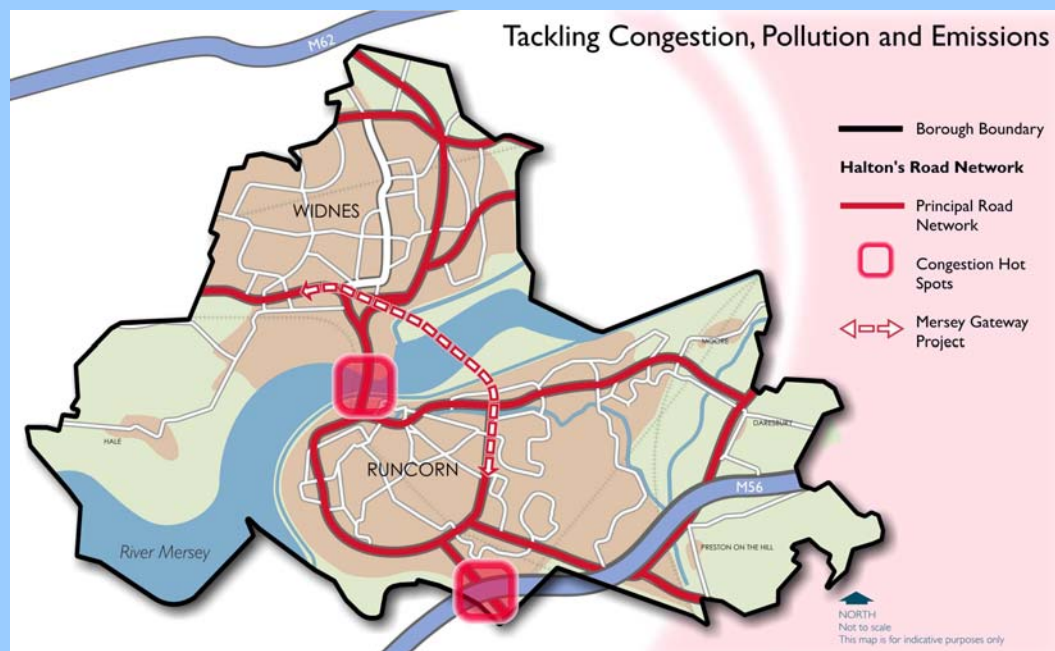 M62
Tackling Congestion, Pollution and Emissions
Borough Boundary
Halton's Road Network
Principal Road
Network
Congestion Hot
Spots
Mersey Gateway
Project
WIDNES
MOORE
HALE
DARESBURY
RUNCORN
M56
River Mersey
PRESTON ON THE HILL
NORTH
Not to scale
This map is for indicative purposes only